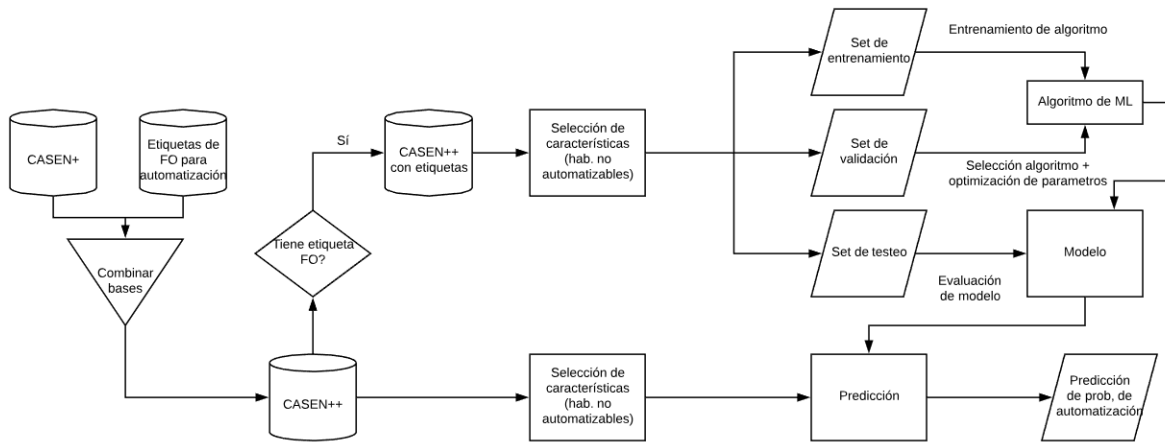 CASEN+
Etiquetas de
FO para
automatización
Combinar
bases
Tiene etiqueta
FO?
Sí
CASEN++
CASEN++
con etiquetas
Selección de
características
(hab. no
automatizables)
Set de
entrenamiento
Entrenamiento de algoritmo
Algoritmo de ML
Set de
validación
Selección algoritmo +
optimización de parametros
Set de testeo
Evaluación
de modelo
Modelo
Selección de
características
(hab. no
automatizables)
Predicción
Predicción
de prob, de
automatización